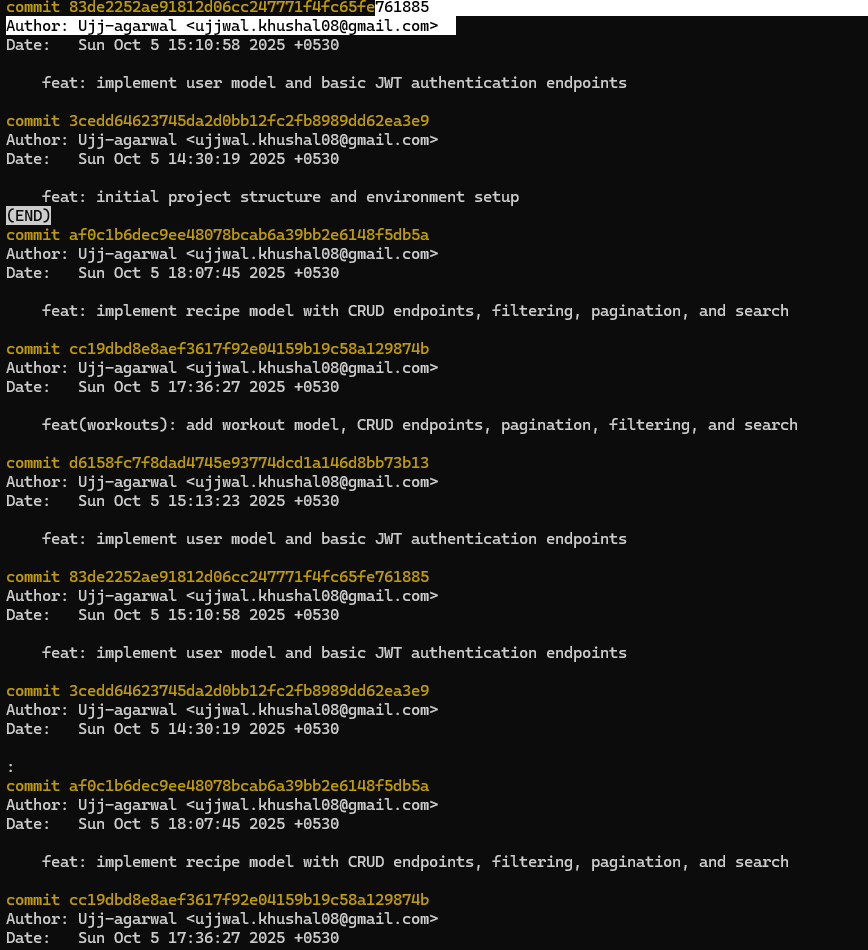 commit 83de2252ae91812d06cc247771f4fc65fe761885
Author: Ujj-agarwal <ujjwal.khushal08@gmail.com>
Date:   Sun Oct 5 15:10:58 2025 +0530
feat: implement user model and basic JWT authentication endpoints
commit 3cedd64623745da2d0bb12fc2fb8989dd62ea3e9
Author: Ujj-agarwal <ujjwal.khushal08@gmail.com>
Date:   Sun Oct 5 14:30:19 2025 +0530
feat: initial project structure and environment setup
(END)
commit af0c1b6dec9ee48078bcab6a39bb2e6148f5db5a
Author: Ujj-agarwal <ujjwal.khushal08@gmail.com>
Date:   Sun Oct 5 18:07:45 2025 +0530
feat: implement recipe model with CRUD endpoints, filtering, pagination, and search
commit cc19dbd8e8aef3617f92e04159b19c58a129874b
Author: Ujj-agarwal <ujjwal.khushal08@gmail.com>
Date:   Sun Oct 5 17:36:27 2025 +0530
feat(workouts): add workout model, CRUD endpoints, pagination, filtering, and search
commit d6158fc7f8dad4745e93774dcd1a146d8bb73b13
Author: Ujj-agarwal <ujjwal.khushal08@gmail.com>
Date:   Sun Oct 5 15:13:23 2025 +0530
feat: implement user model and basic JWT authentication endpoints
commit 83de2252ae91812d06cc247771f4fc65fe761885
Author: Ujj-agarwal <ujjwal.khushal08@gmail.com>
Date:   Sun Oct 5 15:10:58 2025 +0530
feat: implement user model and basic JWT authentication endpoints
commit 3cedd64623745da2d0bb12fc2fb8989dd62ea3e9
Author: Ujj-agarwal <ujjwal.khushal08@gmail.com>
Date:   Sun Oct 5 14:30:19 2025 +0530
:
commit af0c1b6dec9ee48078bcab6a39bb2e6148f5db5a
Author: Ujj-agarwal <ujjwal.khushal08@gmail.com>
Date:   Sun Oct 5 18:07:45 2025 +0530
feat: implement recipe model with CRUD endpoints, filtering, pagination, and search
commit cc19dbd8e8aef3617f92e04159b19c58a129874b
Author: Ujj-agarwal <ujjwal.khushal08@gmail.com>
Date:   Sun Oct 5 17:36:27 2025 +0530